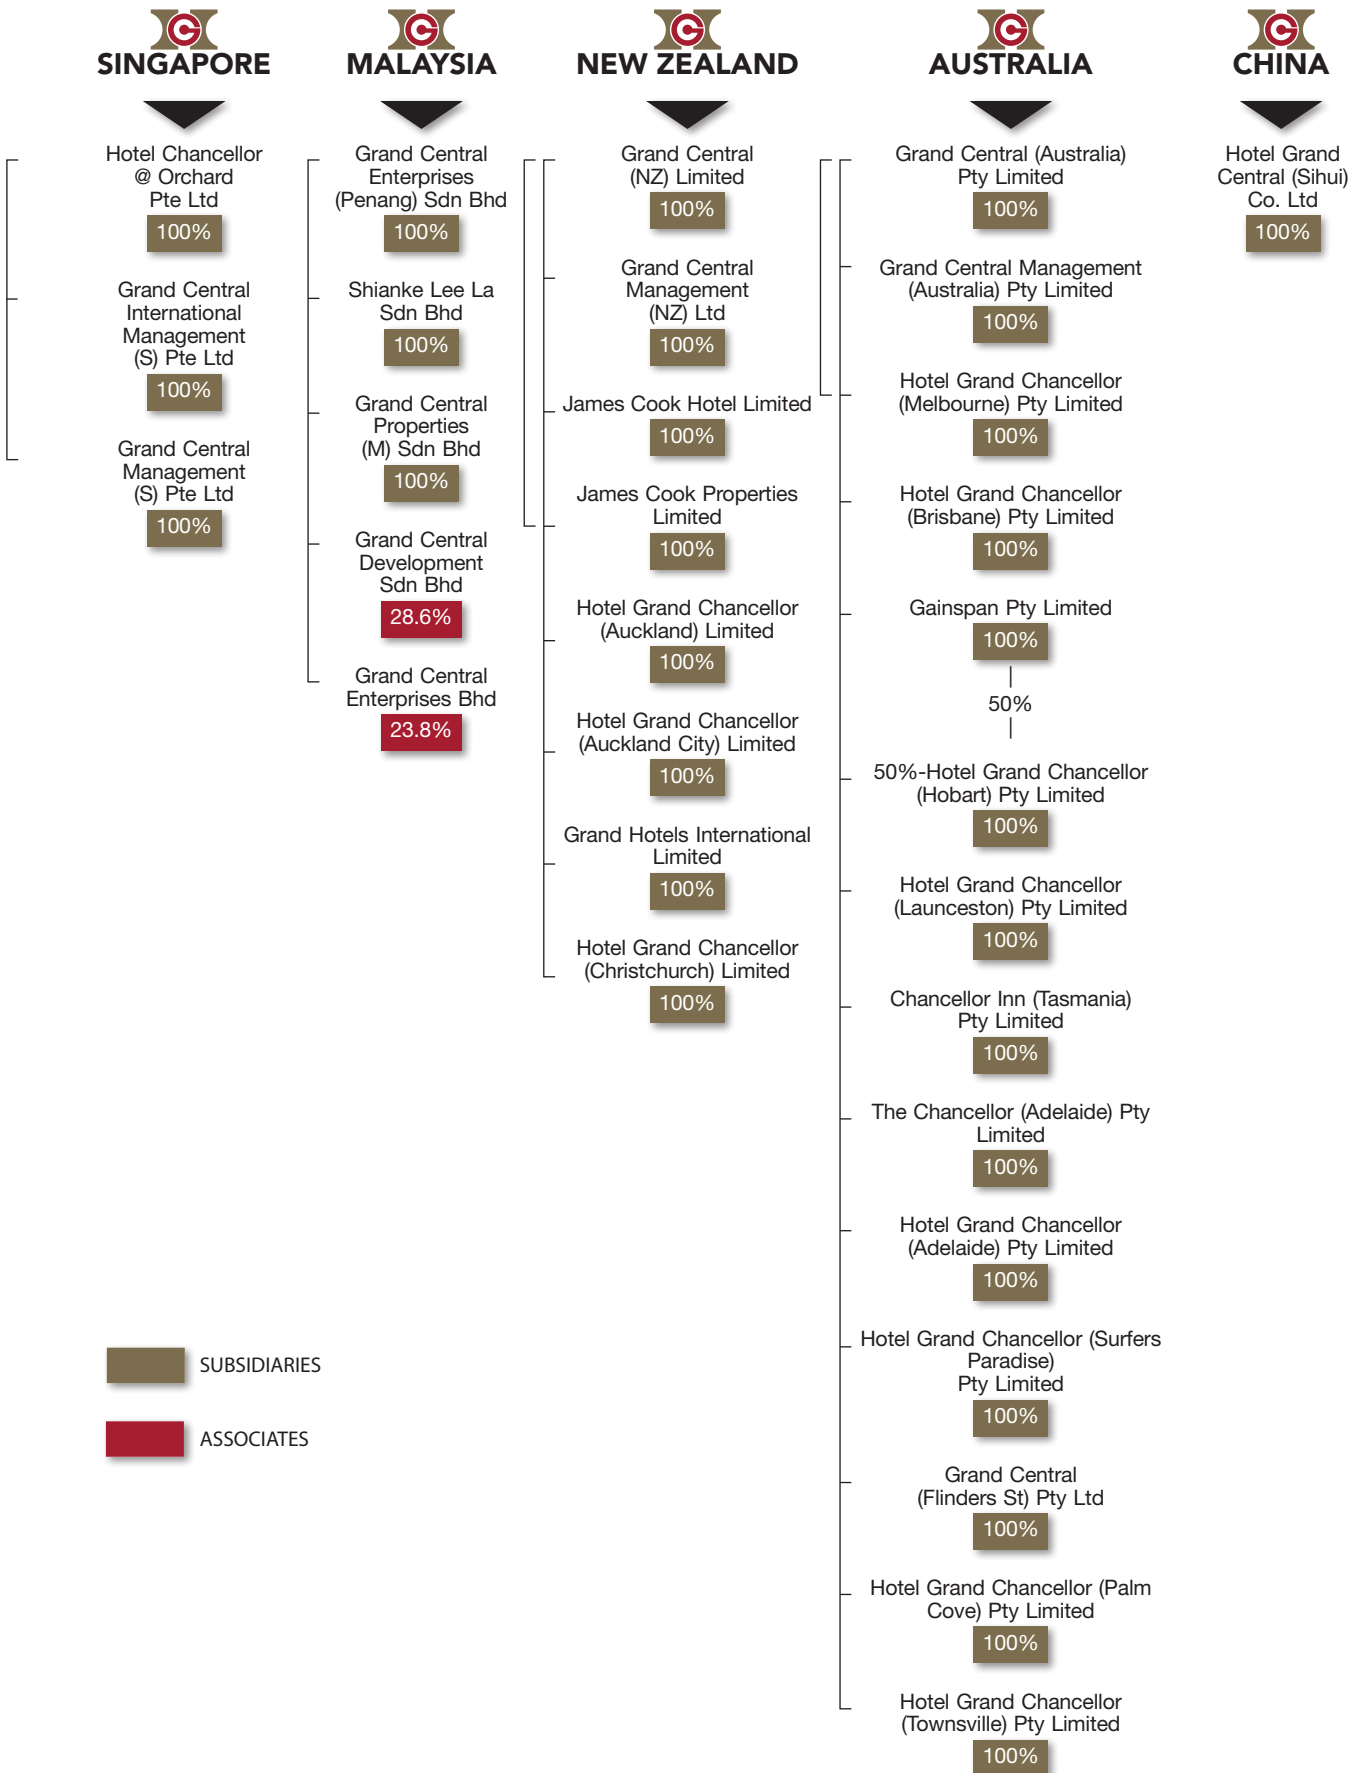 SINGAPORE
Hotel Chancellor
@ Orchard
Pte Ltd
100%
Grand Central
International
Management
(S) Pte Ltd
100%
Grand Central
Management
(S) Pte Ltd
100%
MALAYSIA
Grand Central
Enterprises
(Penang) Sdn Bhd
100%
Shianke Lee La
Sdn Bhd
100%
Grand Central
Properties
(M) Sdn Bhd
100%
Grand Central
Development
Sdn Bhd
28.6%
Grand Central
Enterprises Bhd
23.8%
NEW ZEALAND
Grand Central
(NZ) Limited
100%
Grand Central
Management
(NZ) Ltd
100%
James Cook Hotel Limited
100%
James Cook Properties
Limited
100%
Hotel Grand Chancellor
(Auckland) Limited
100%
Hotel Grand Chancellor
(Auckland City) Limited
100%
Grand Hotels International
Limited
100%
Hotel Grand Chancellor
(Christchurch) Limited
100%
AUSTRALIA
Grand Central (Australia)
Pty Limited
100%
Grand Central Management
(Australia) Pty Limited
100%
Hotel Grand Chancellor
(Melbourne) Pty Limited
100%
Hotel Grand Chancellor
(Brisbane) Pty Limited
100%
Gainspan Pty Limited
100%
50%
50%-Hotel Grand Chancellor
(Hobart) Pty Limited
100%
Hotel Grand Chancellor
(Launceston) Pty Limited
100%
Chancellor Inn (Tasmania)
Pty Limited
100%
The Chancellor (Adelaide) Pty
Limited
100%
Hotel Grand Chancellor
(Adelaide) Pty Limited
100%
Hotel Grand Chancellor (Surfers
Paradise)
Pty Limited
100%
Grand Central
(Flinders St) Pty Ltd
100%
Hotel Grand Chancellor (Palm
Cove) Pty Limited
100%
Hotel Grand Chancellor
(Townsville) Pty Limited
100%
CHINA
Hotel Grand
Central (Sihui)
Co. Ltd
100%
SUBSIDIARIES
ASSOCIATES